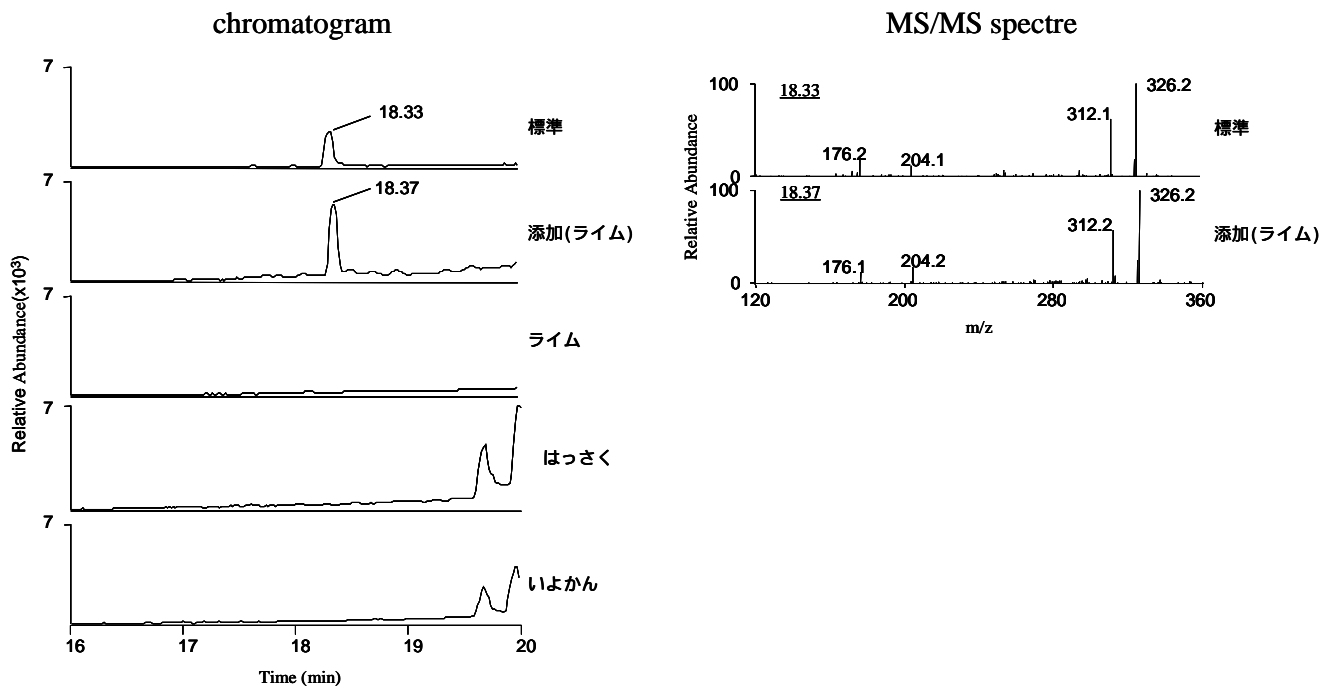 chromatogram
7
18.33
標準
7
18.37
添加(ライム)
7
ライム
7
はっさく
7
いよかん
Relative Abundance(x10³)
16 17 18 19 20
Time (min)
MS/MS spectre
100
18.33
326.2
312.1
標準
176.2
204.1
0
100
18.37
326.2
312.2
添加(ライム)
176.1
204.2
0
Relative Abundance
120 200 280 360
m/z